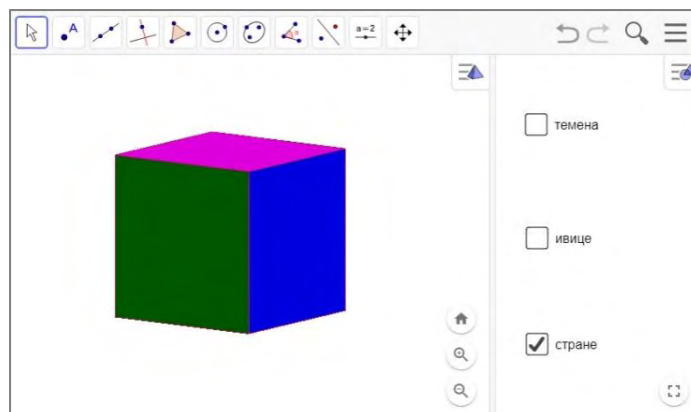 A
a=2
темена
ивице
стране